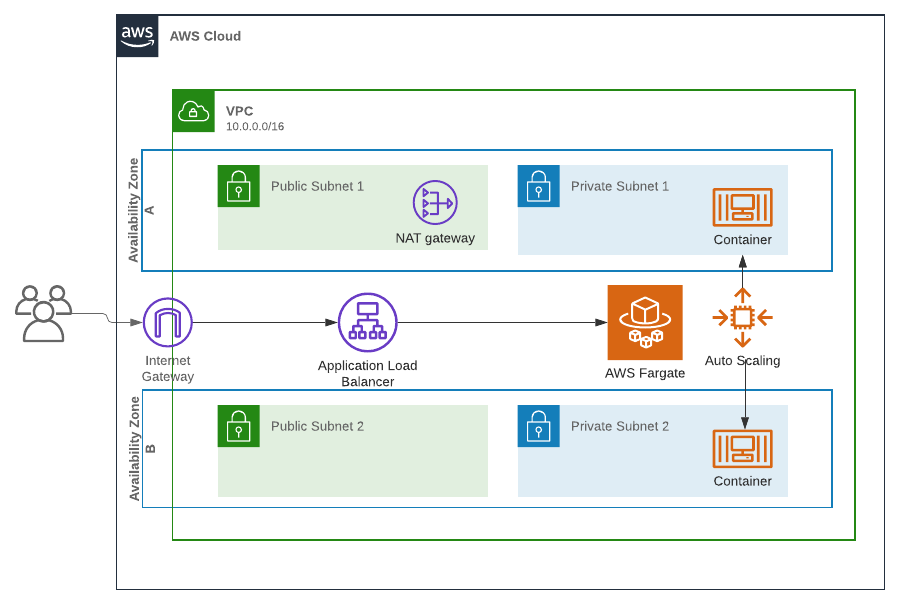 aws
AWS Cloud
VPC
10.0.0.0/16
Availability Zone
A
Public Subnet 1
NAT gateway
Private Subnet 1
Container
Internet
Gateway
Application Load
Balancer
AWS Fargate
Auto Scaling
Availability Zone
B
Public Subnet 2
Private Subnet 2
Container